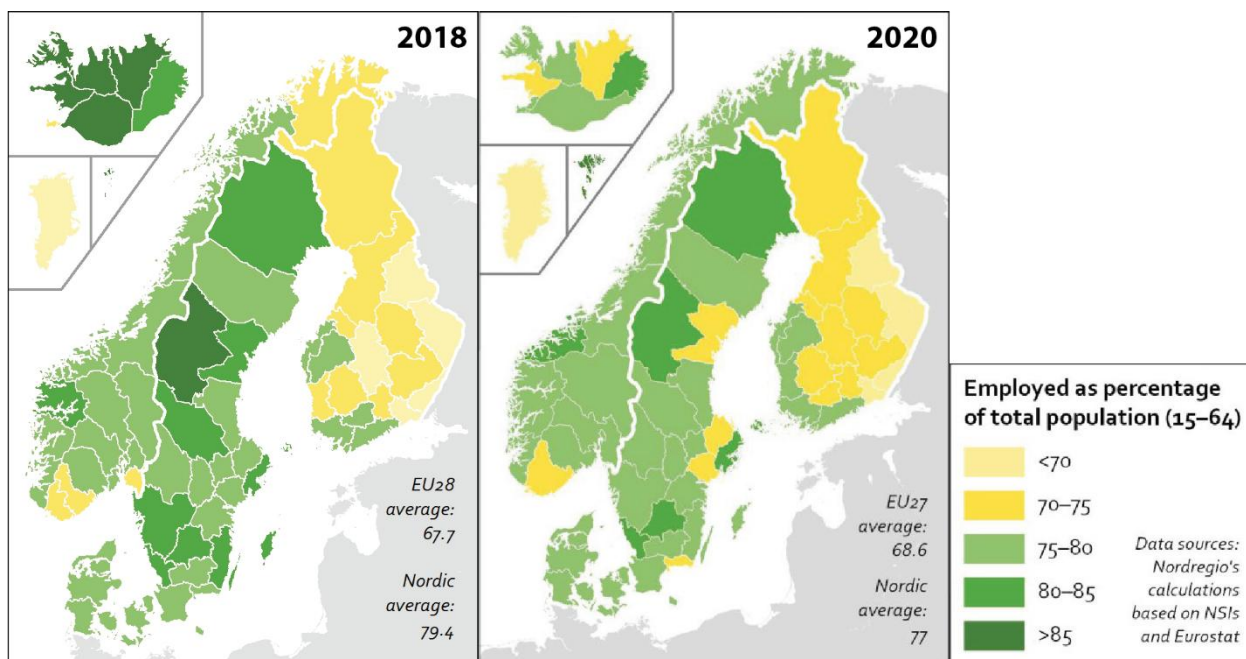 2018
EU28
average:
67.7
Nordic
average:
79.4
2020
EU27
average:
68.6
Nordic
average:
77
Employed as percentage
of total population (15–64)
<70
70–75
75–80
80–85
>85
Data sources:
Nordregio's
calculations
based on NSIs
and Eurostat